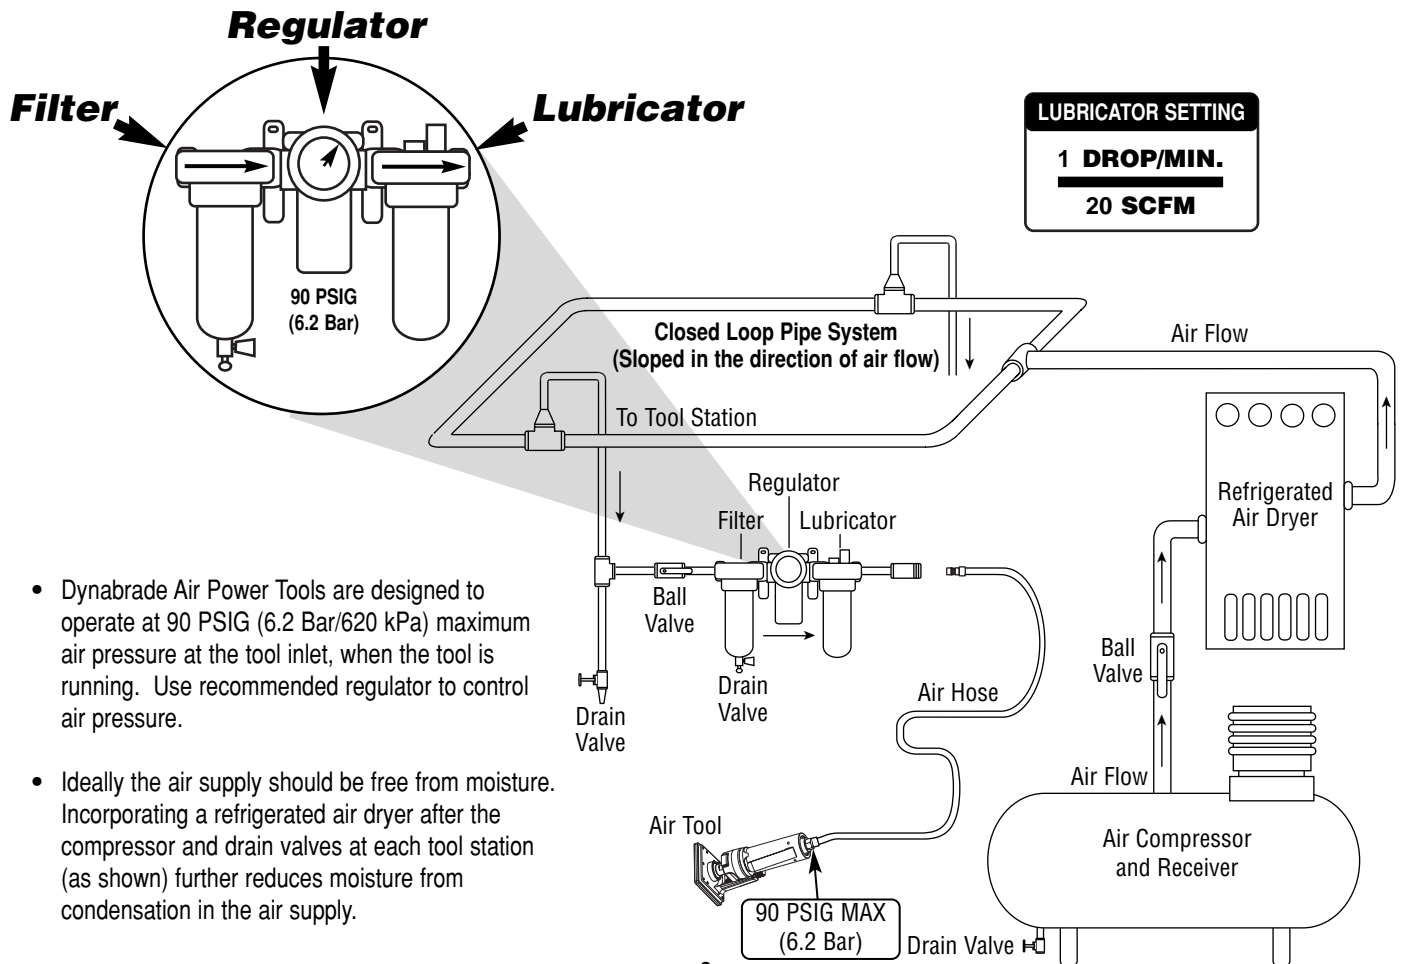 Regulator
Filter
Lubricator
90 PSIG
(6.2 Bar)
LUBRICATOR SETTING
1 DROP/MIN.
20 SCFM
Closed Loop Pipe System
(Sloped in the direction of air flow)
Air Flow
To Tool Station
Refrigerated
Air Dryer
Regulator
Filter
Lubricator
Ball
Valve
Drain
Valve
Drain
Valve
Air Hose
Ball
Valve
Air Flow
Air Compressor
and Receiver
Drain Valve
Air Tool
90 PSIG MAX
(6.2 Bar)
• Dynabrade Air Power Tools are designed to
operate at 90 PSIG (6.2 Bar/620 kPa) maximum
air pressure at the tool inlet, when the tool is
running. Use recommended regulator to control
air pressure.
• Ideally the air supply should be free from moisture.
Incorporating a refrigerated air dryer after the
compressor and drain valves at each tool station
(as shown) further reduces moisture from
condensation in the air supply.